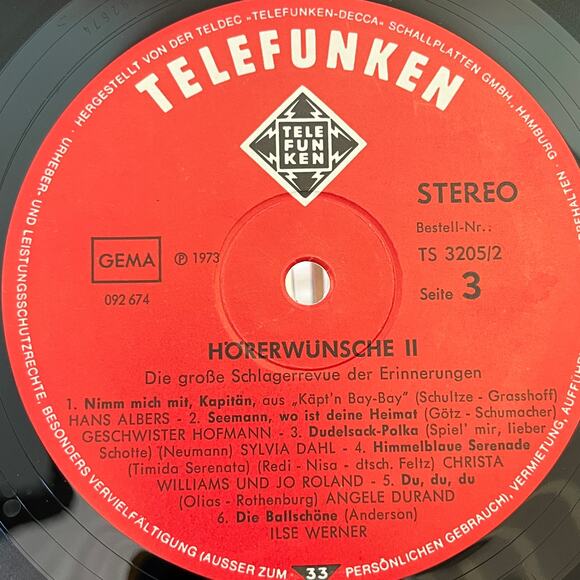 · HERGESTELLT VON DER TELDEC »TELEFUNKEN-DECCA« SCHALLPLATTEN GMBH., HAMBURG ·
URHEBER- UND LEISTUNGSSCHUTZRECHTE,
BESONDERS VERVIELFÄLTIGUNG (AUSSER ZUM PERSÖNLICHEN GEBRAUCH), VERMIETUNG, AUFFÜH
BEHALTEN
TELEFUNKEN
TELE
FUN
KEN
STEREO
Bestell-Nr.:
TS 3205/2
Seite 3
GEMA
℗ 1973
092 674
HÖRERWÜNSCHE II
Die große Schlagerrevue der Erinnerungen
1. Nimm mich mit, Kapitän, aus „Käpt'n Bay-Bay” (Schultze - Grasshoff)
HANS ALBERS - 2. Seemann, wo ist deine Heimat (Götz - Schumacher)
GESCHWISTER HOFMANN - 3. Dudelsack-Polka (Spiel' mir, lieber
Schotte) (Neumann) SYLVIA DAHL - 4. Himmelblaue Serenade
(Timida Serenata) (Redi - Nisa - dtsch. Feltz) CHRISTA
WILLIAMS UND JO ROLAND - 5. Du, du, du
(Olias - Rothenburg) ANGELE DURAND
6. Die Ballschöne (Anderson)
ILSE WERNER
33